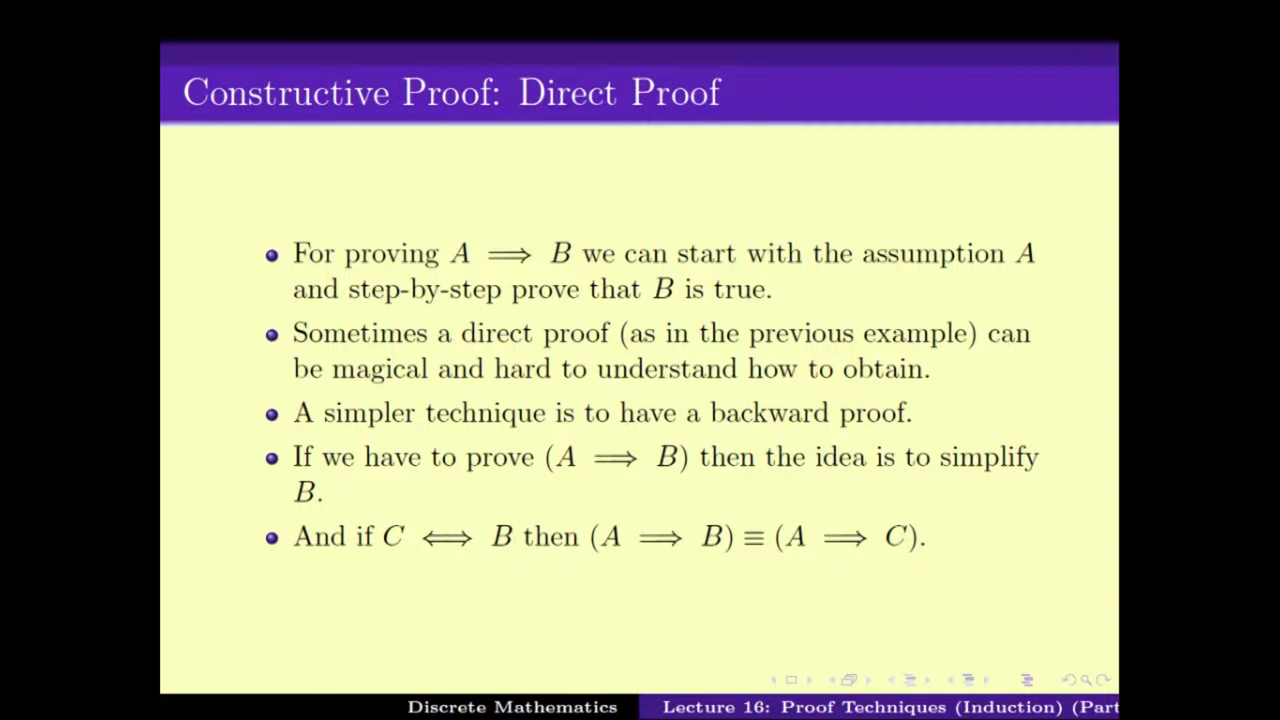 Constructive Proof: Direct Proof
For proving A ⟹ B we can start with the assumption A
and step-by-step prove that B is true.
Sometimes a direct proof (as in the previous example) can
be magical and hard to understand how to obtain.
A simpler technique is to have a backward proof.
If we have to prove (A ⟹ B) then the idea is to simplify
B.
And if C ⟺ B then (A ⟹ B) ≡ (A ⟹ C).
Discrete Mathematics
Lecture 16: Proof Techniques (Induction) (Part